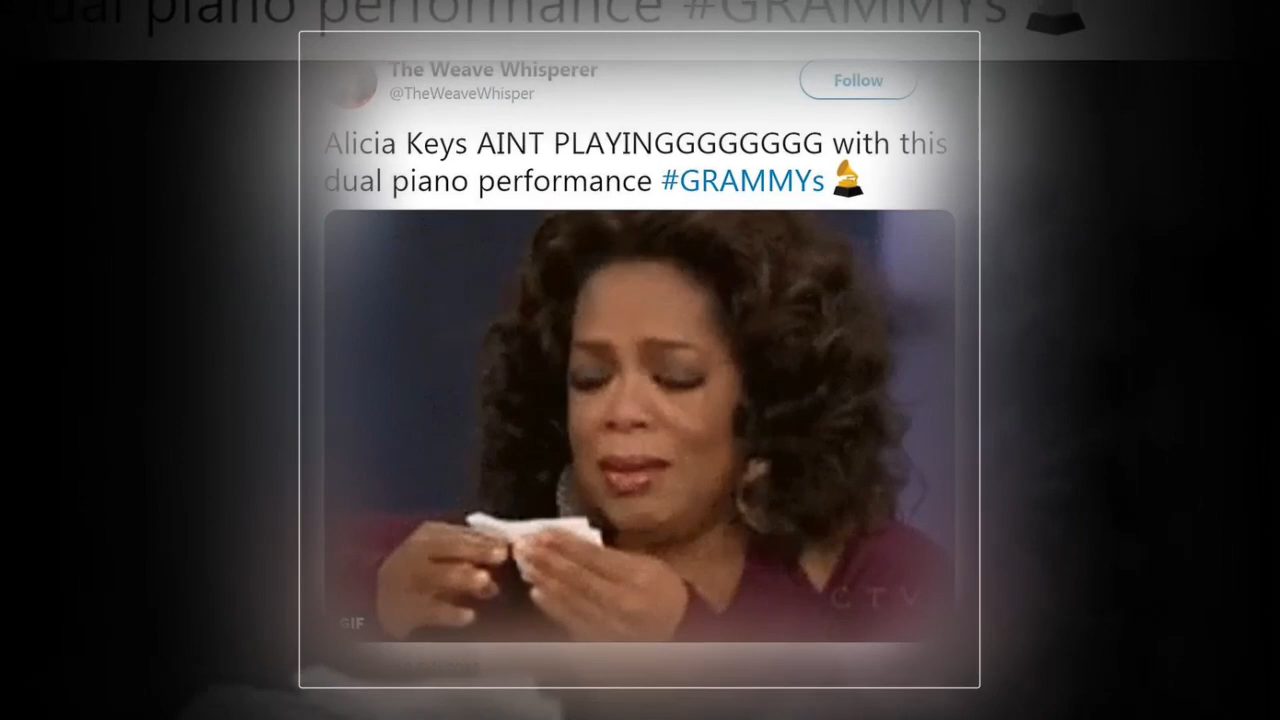 dual piano performance #GRAMMYs
The Weave Whisperer
@TheWeaveWhisper
Follow
Alicia Keys AINT PLAYINGGGGGGGG with this
dual piano performance #GRAMMYs
CTV
GIF